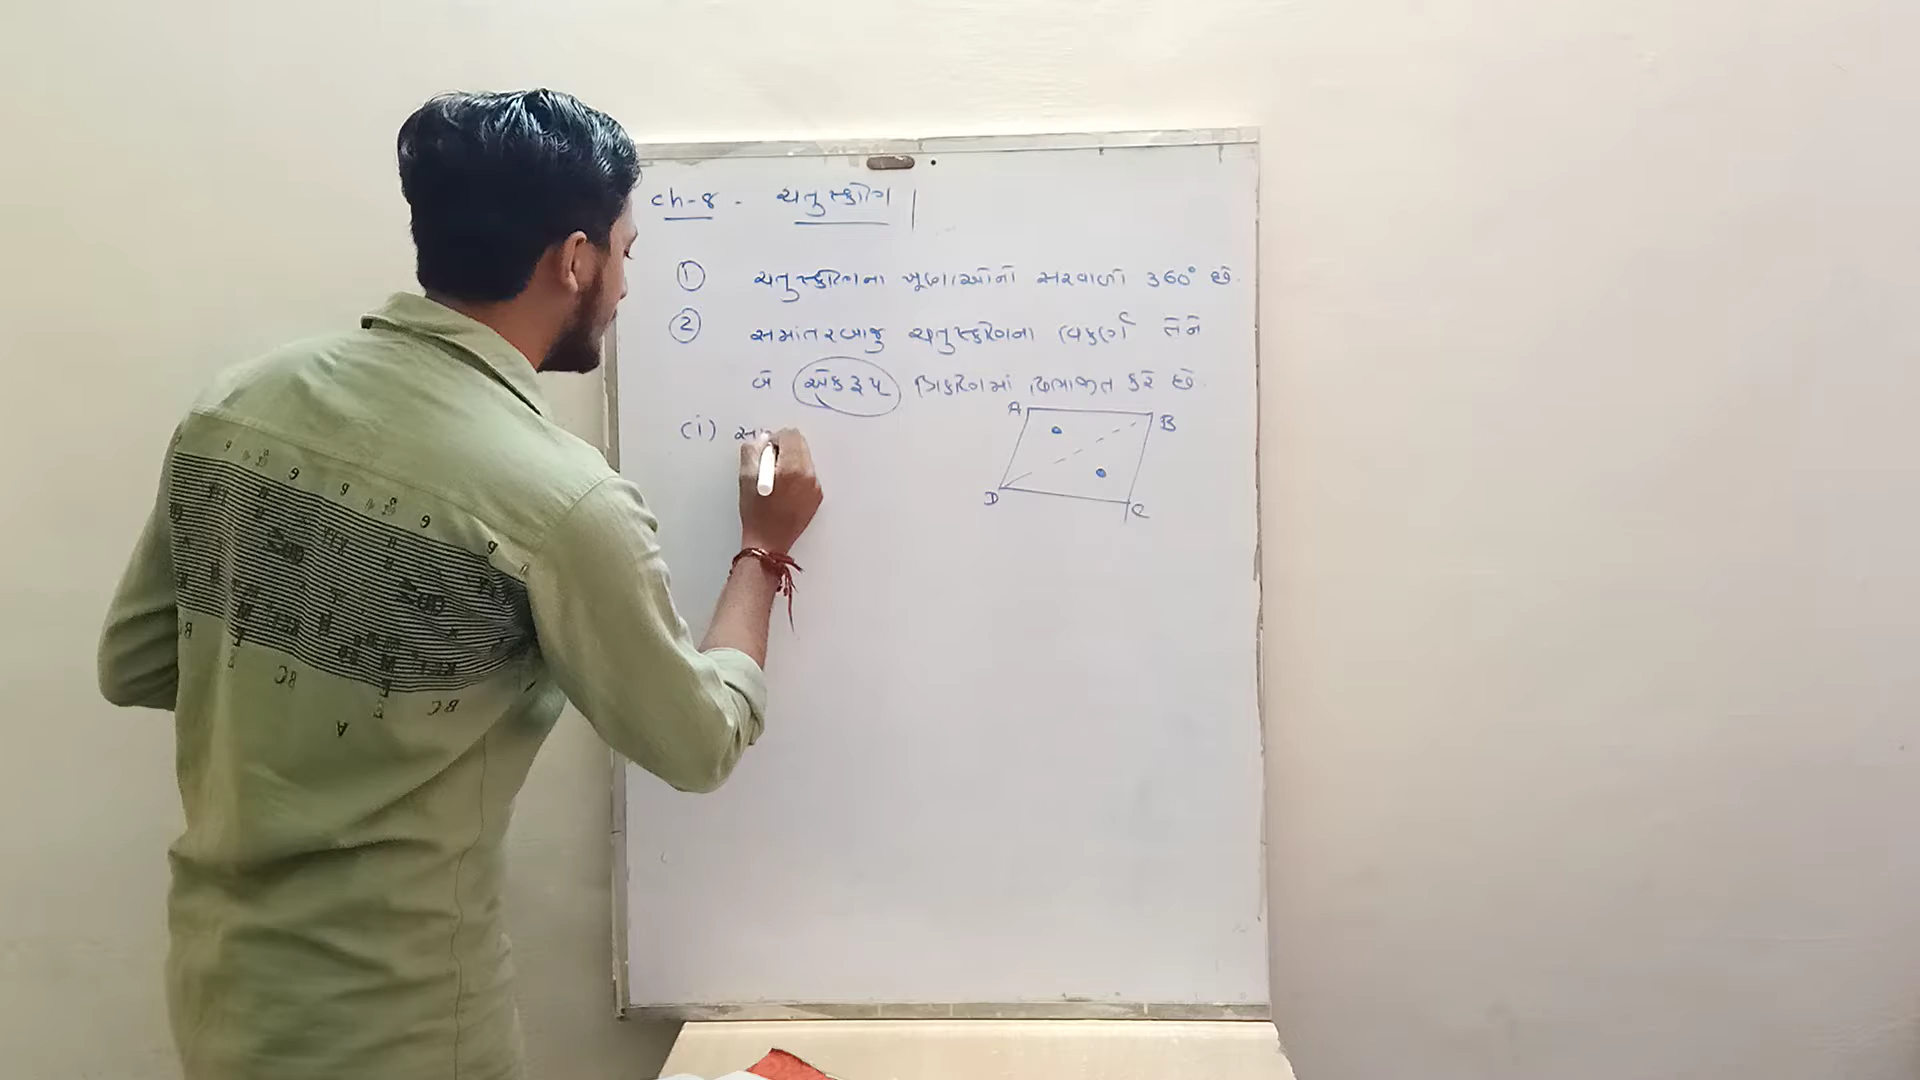 Ch-8 - ચતુષ્કોણ
① ચતુષ્કોણના ખૂણાઓનો સરવાળો 360° છે.
② સમાંતરબાજુ ચતુષ્કોણના વિકર્ણ તેને
બે એકરૂપ ત્રિકોણમાં વિભાજીત કરે છે.
A B
(i)
D C